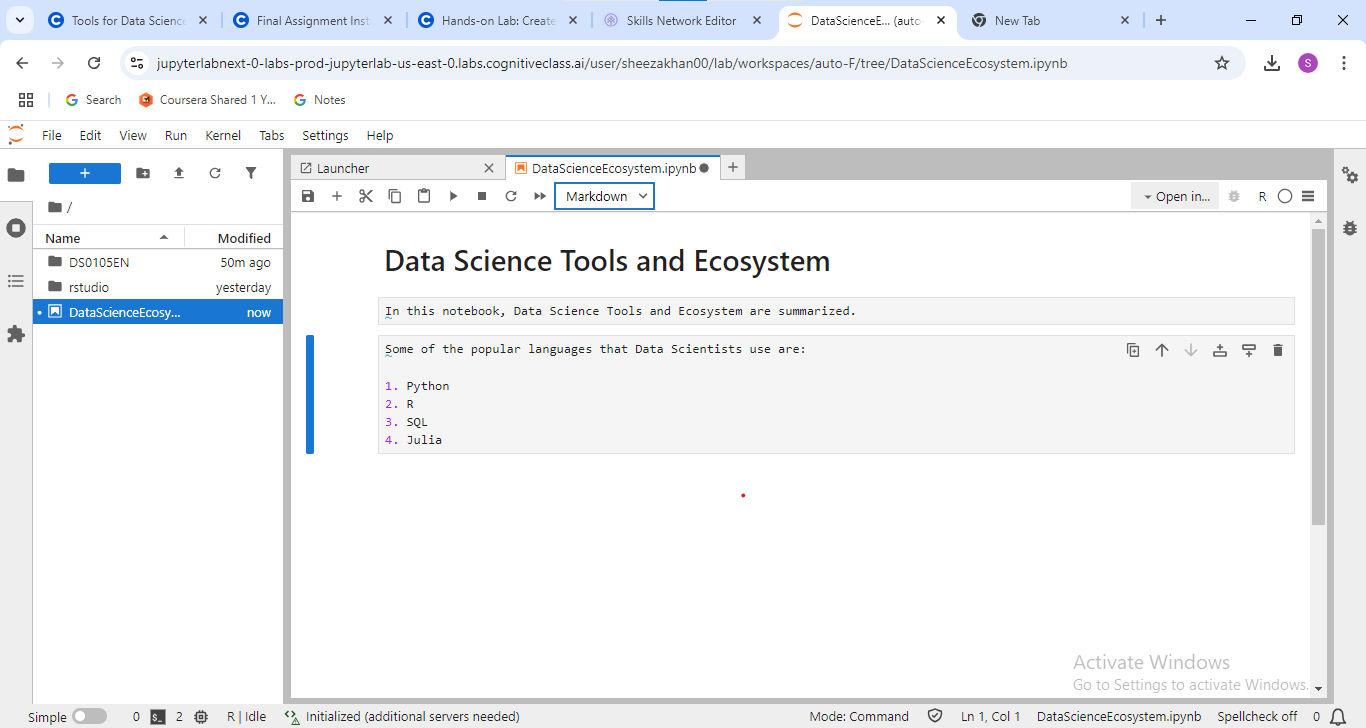 Tools for Data Science
Final Assignment Inst
Hands-on Lab: Create
Skills Network Editor
DataScienceE... (auto
New Tab
jupyterlabnext-0-labs-prod-jupyterlab-us-east-0.labs.cognitiveclass.ai/user/sheezakhan00/lab/workspaces/auto-F/tree/DataScienceEcosystem.ipynb
S
Search
Coursera Shared 1 Y...
Notes
File Edit View Run Kernel Tabs Settings Help
Launcher
DataScienceEcosystem.ipynb
Markdown
Open in...
R
/
Name Modified
DS0105EN 50m ago
rstudio yesterday
DataScienceEcosy... now
Data Science Tools and Ecosystem
In this notebook, Data Science Tools and Ecosystem are summarized.
Some of the popular languages that Data Scientists use are:
1. Python
2. R
3. SQL
4. Julia
Activate Windows
Go to Settings to activate Windows.
Simple 0 $_ 2 R | Idle Initialized (additional servers needed) Mode: Command Ln 1, Col 1 DataScienceEcosystem.ipynb Spellcheck off 0